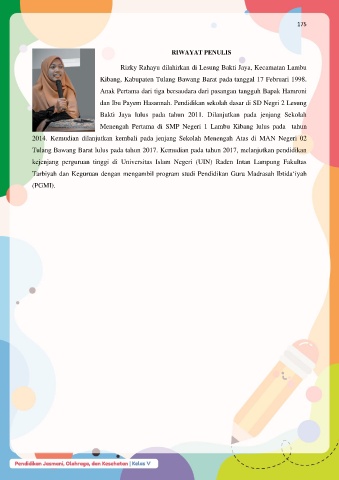 175
RIWAYAT PENULIS
Rizky Rahayu dilahirkan di Lesung Bakti Jaya, Kecamatan Lambu
Kibang, Kabupaten Tulang Bawang Barat pada tanggal 17 Februari 1998.
Anak Pertama dari tiga bersaudara dari pasangan tangguh Bapak Hamroni
dan Ibu Payem Hasannah. Pendidikan sekolah dasar di SD Negri 2 Lesung
Bakti Jaya lulus pada tahun 2011. Dilanjutkan pada jenjang Sekolah
Menengah Pertama di SMP Negeri 1 Lambu Kibang lulus pada tahun
2014. Kemudian dilanjutkan kembali pada jenjang Sekolah Menengah Atas di MAN Negeri 02
Tulang Bawang Barat lulus pada tahun 2017. Kemudian pada tahun 2017, melanjutkan pendidikan
kejenjang perguruan tinggi di Universitas Islam Negeri (UIN) Raden Intan Lampung Fakultas
Tarbiyah dan Keguruan dengan mengambil program studi Pendidikan Guru Madrasah Ibtida'iyah
(PGMI).
Pendidikan Jasmani, Olahraga, dan Kesehatan | Kelas V